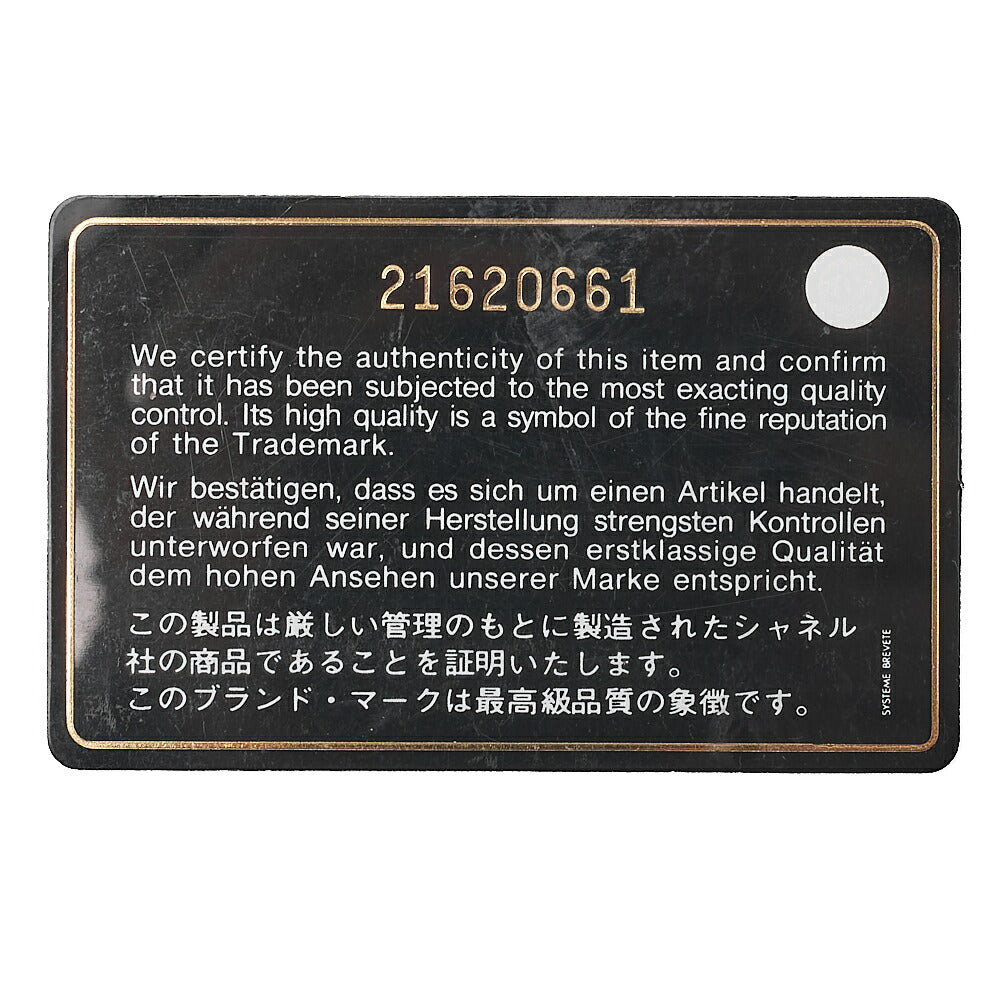 21620661
We certify the authenticity of this item and confirm
that it has been subjected to the most exacting quality
control. Its high quality is a symbol of the fine reputation
of the Trademark.
Wir bestätigen, dass es sich um einen Artikel handelt,
der während seiner Herstellung strengsten Kontrollen
unterworfen war, und dessen erstklassige Qualität
dem hohen Ansehen unserer Marke entspricht.
この製品は厳しい管理のもとに製造されたシャネル
社の商品であることを証明いたします。
このブランド・マークは最高級品質の象徴です。
SYSTEME BREVETE